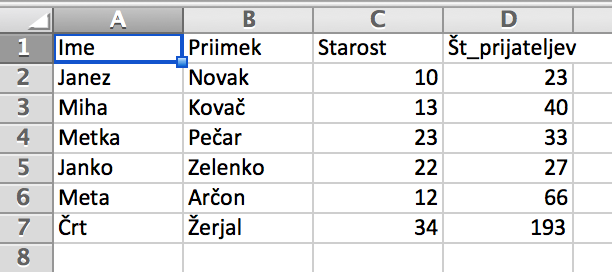 A B C D
1 Ime Priimek Starost Št_prijateljev
2 Janez Novak 10 23
3 Miha Kovač 13 40
4 Metka Pečar 23 33
5 Janko Zelenko 22 27
6 Meta Arčon 12 66
7 Črt Žerjal 34 193
8